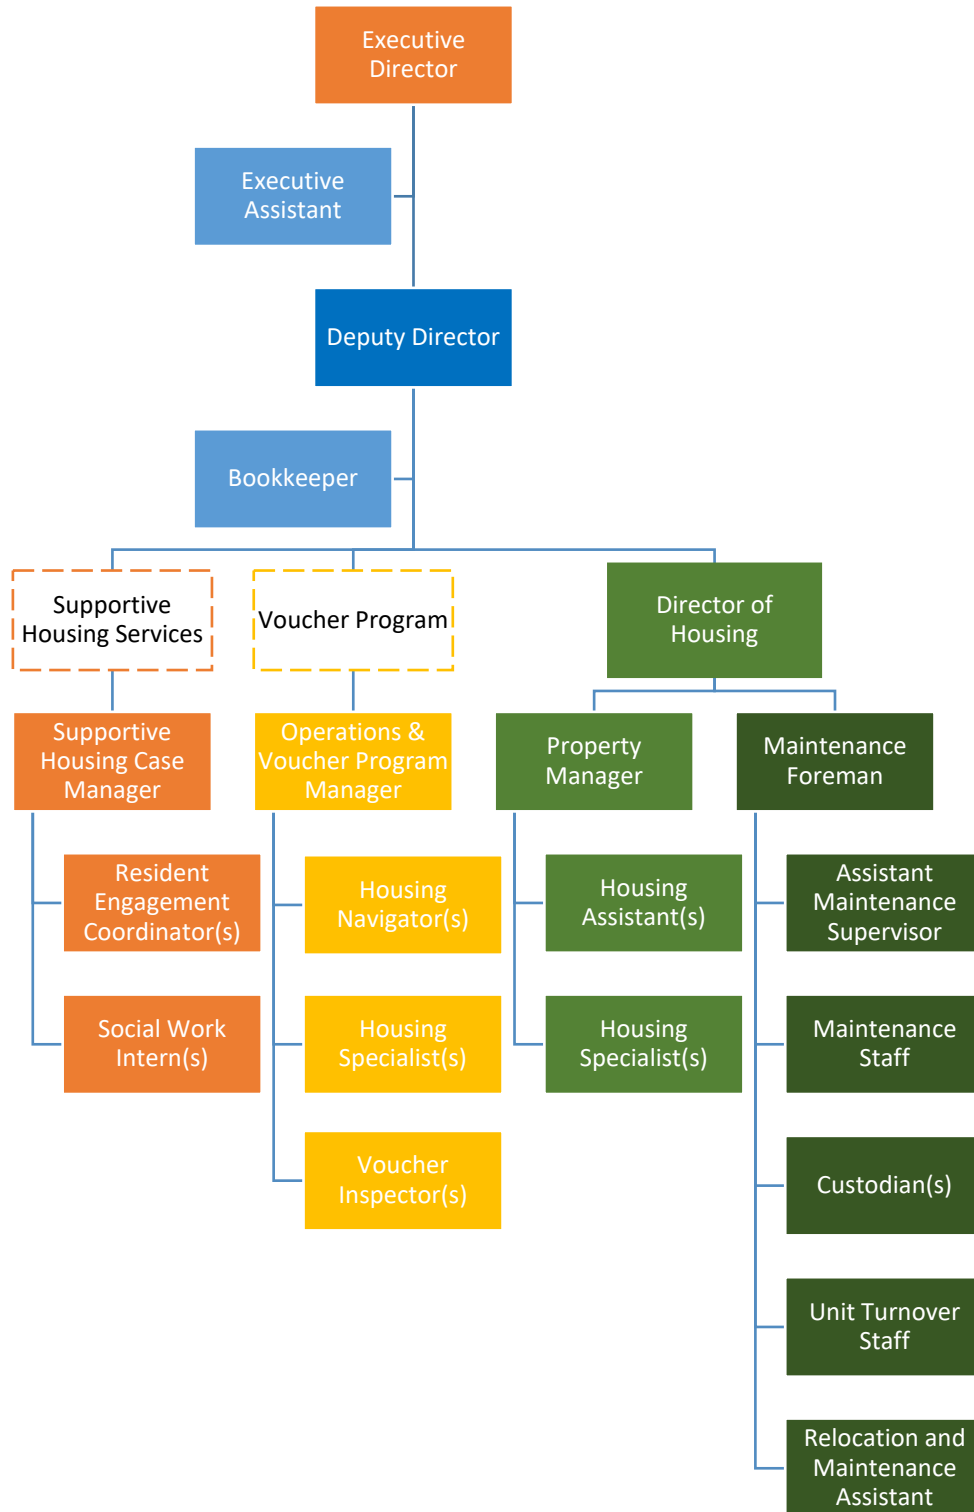 Executive
Director
Executive
Assistant
Deputy Director
Bookkeeper
Supportive
Housing Services
Voucher Program
Director of
Housing
Supportive
Housing Case
Manager
Operations &
Voucher Program
Manager
Property
Manager
Maintenance
Foreman
Resident
Engagement
Coordinator(s)
Housing
Navigator(s)
Housing
Assistant(s)
Assistant
Maintenance
Supervisor
Social Work
Intern(s)
Housing
Specialist(s)
Housing
Specialist(s)
Maintenance
Staff
Voucher
Inspector(s)
Custodian(s)
Unit Turnover
Staff
Relocation and
Maintenance
Assistant